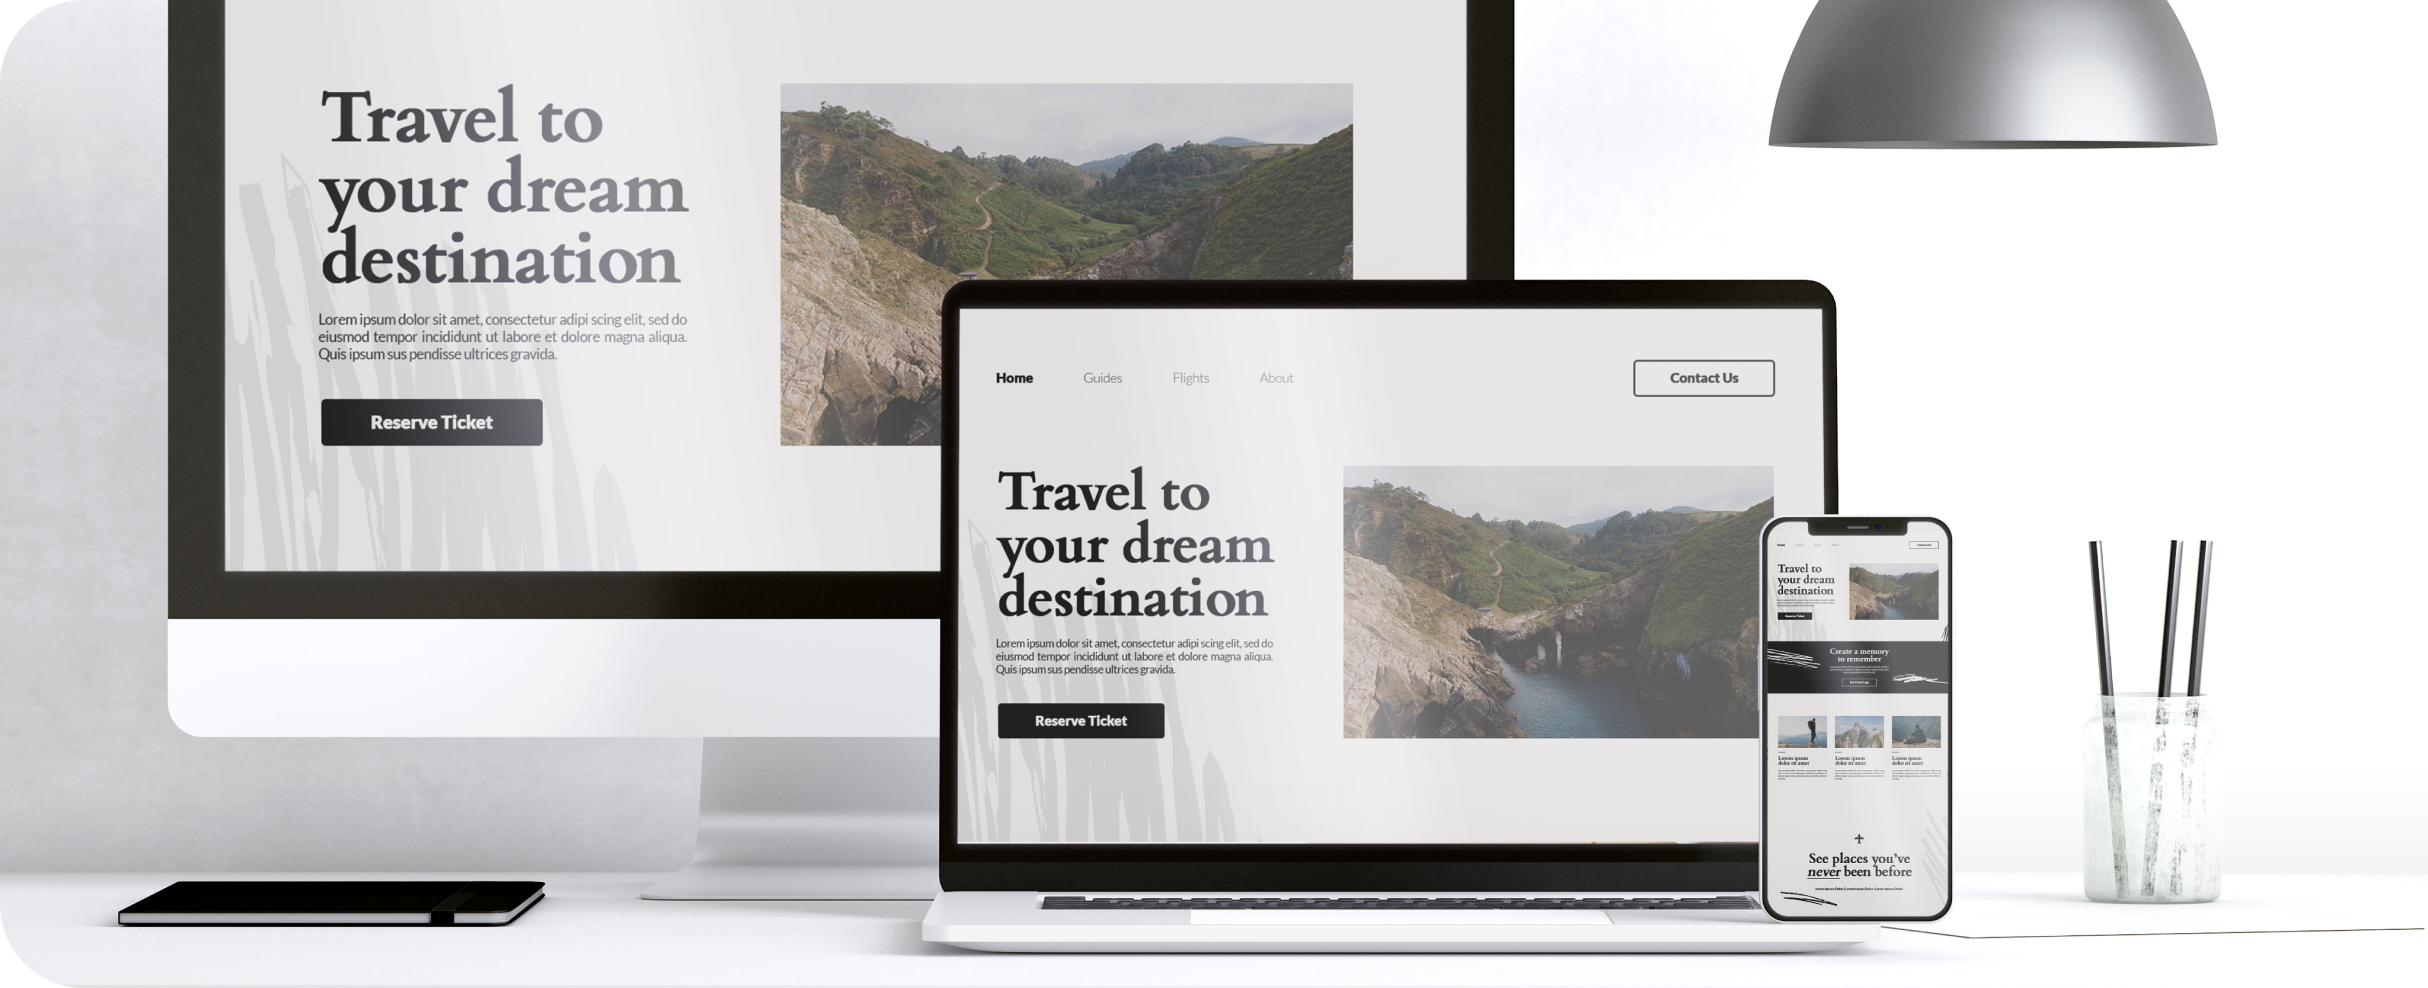 Travel to
your dream
destination
Lorem ipsum dolor sit amet, consectetur adipi scing elit, sed do
eiusmod tempor incididunt ut labore et dolore magna aliqua.
Quis ipsum sus pendisse ultrices gravida.
Reserve Ticket
Home Guides Flights About Contact Us
Travel to
your dream
destination
Lorem ipsum dolor sit amet, consectetur adipi scing elit, sed do
eiusmod tempor incididunt ut labore et dolore magna aliqua.
Quis ipsum sus pendisse ultrices gravida.
Reserve Ticket
Travel to
your dream
destination
Reserve Ticket
Create a memory
to remember
Lorem ipsum
dolor sit amet
Lorem ipsum
dolor sit amet
Lorem ipsum
dolor sit amet
See places you've
never been before